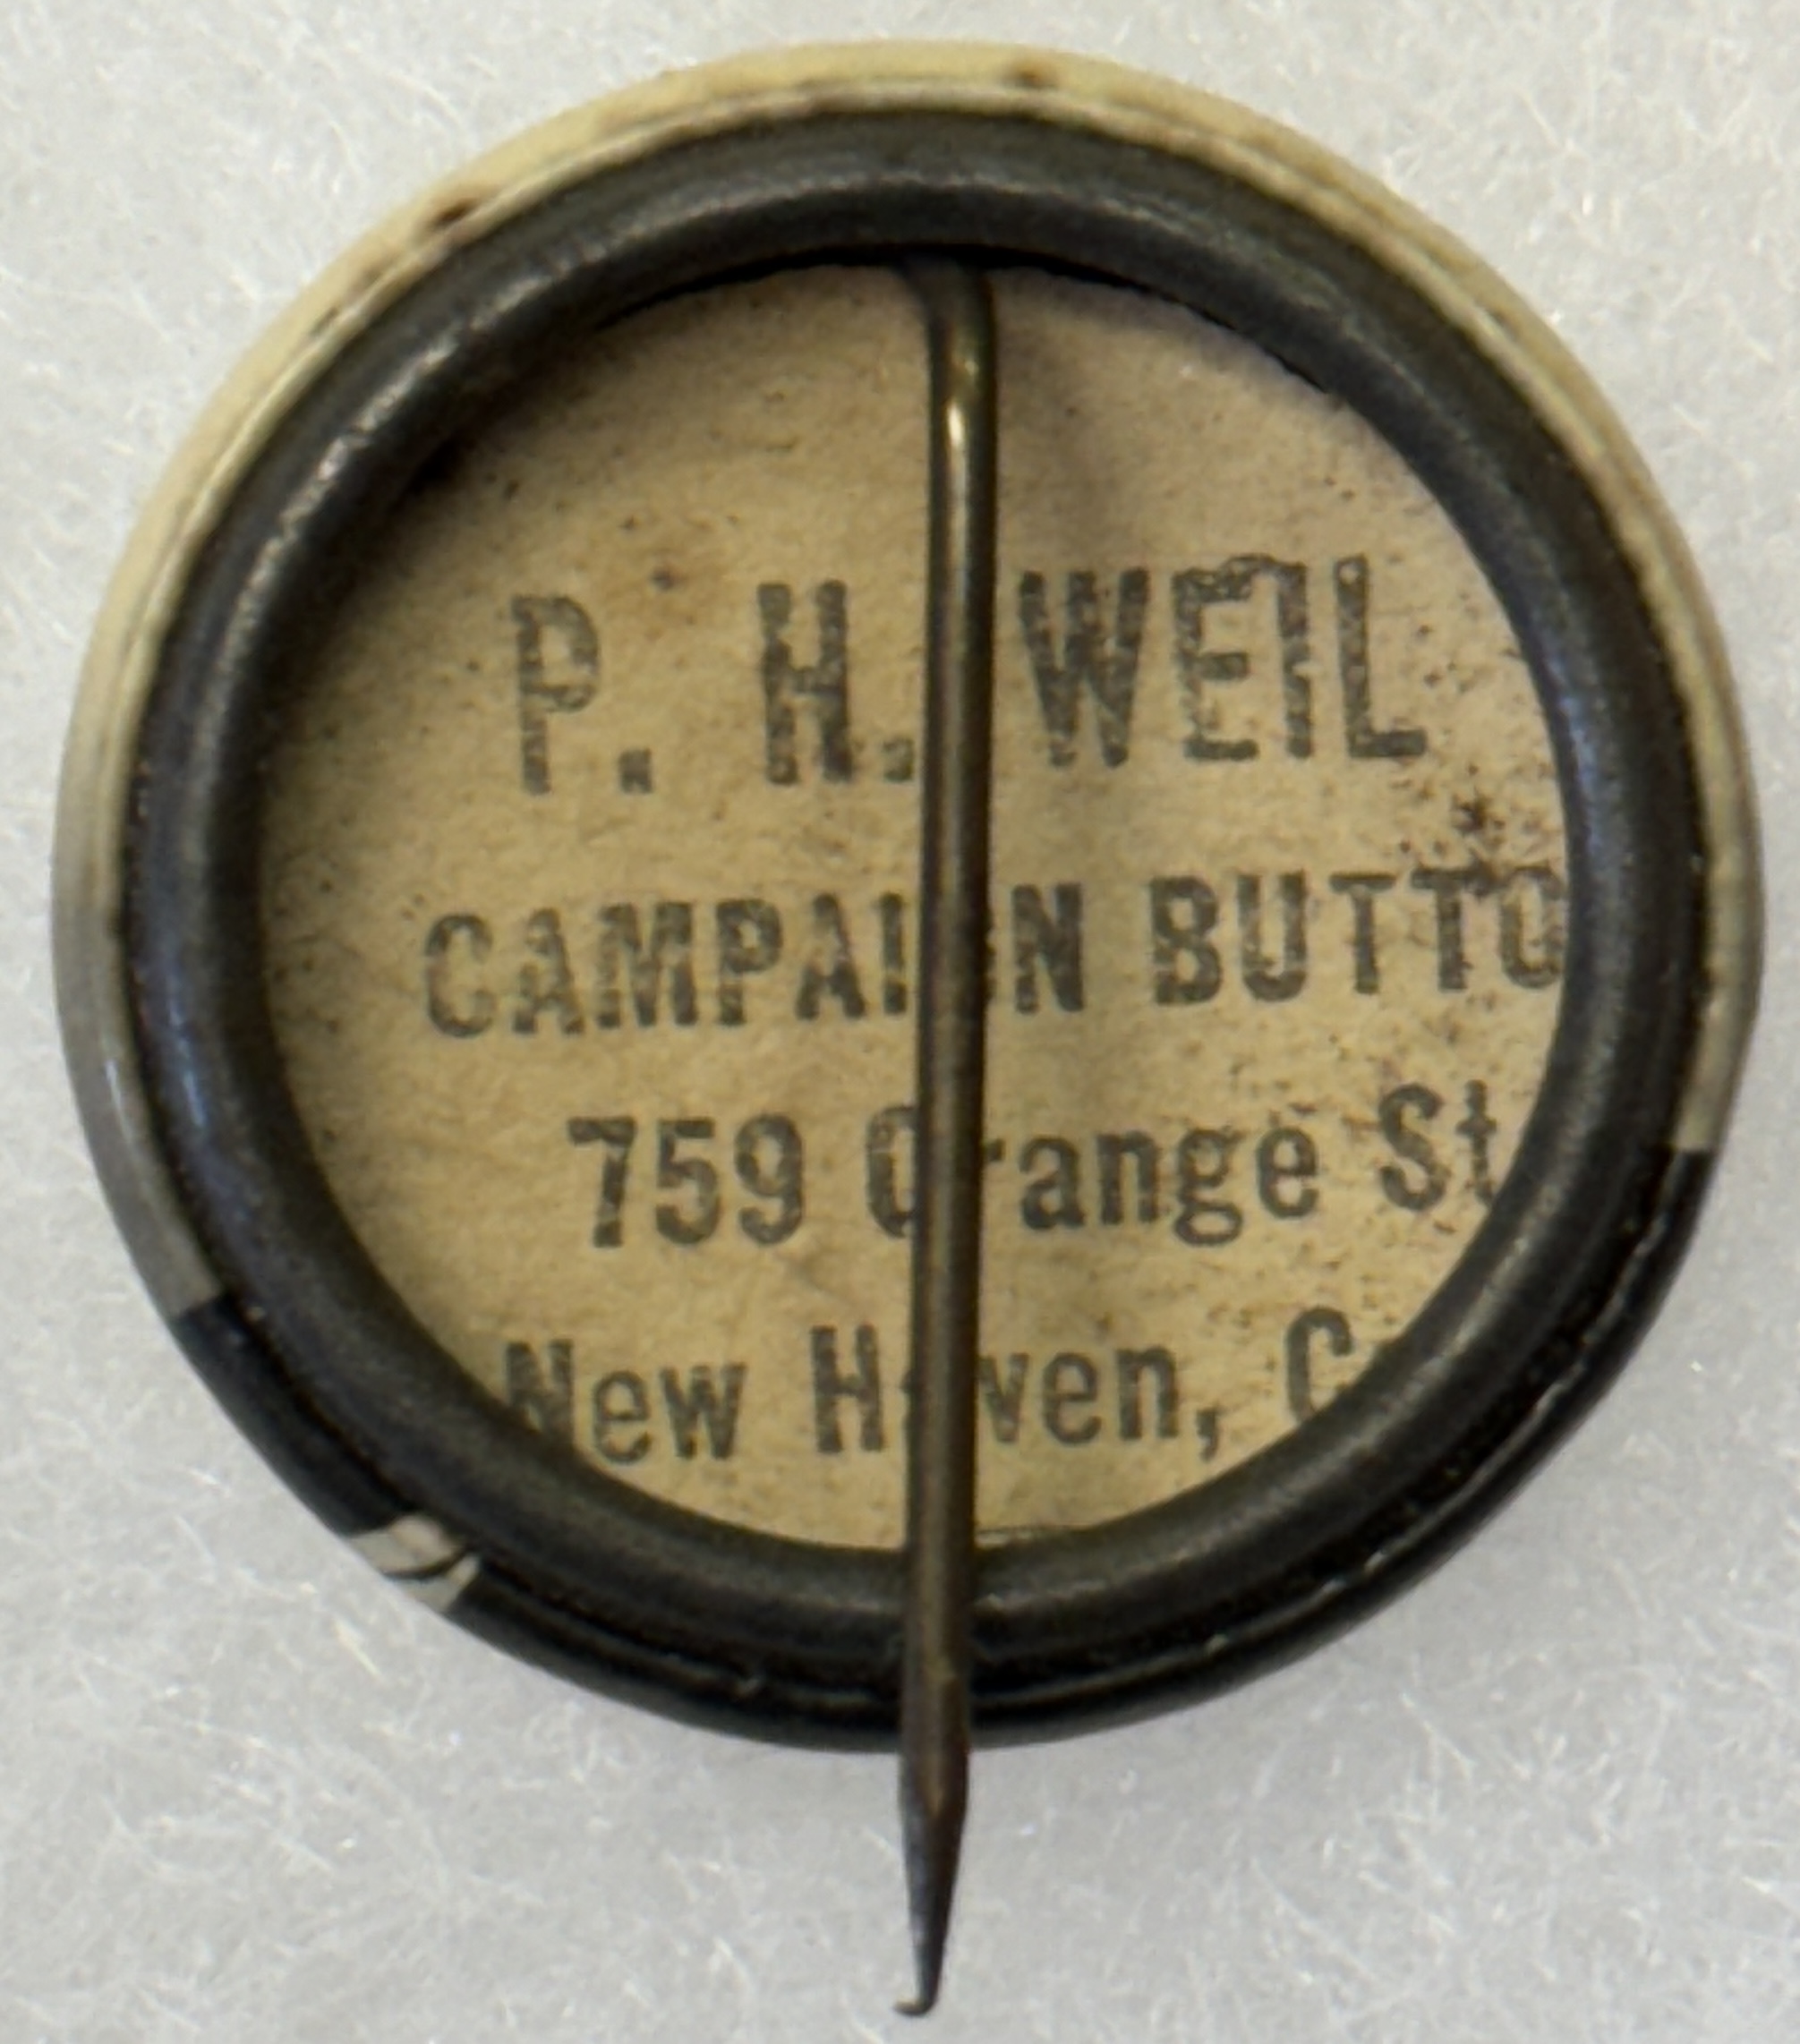 P. H. WEIL
CAMPAIGN BUTTO
759 Orange St
New Haven, C